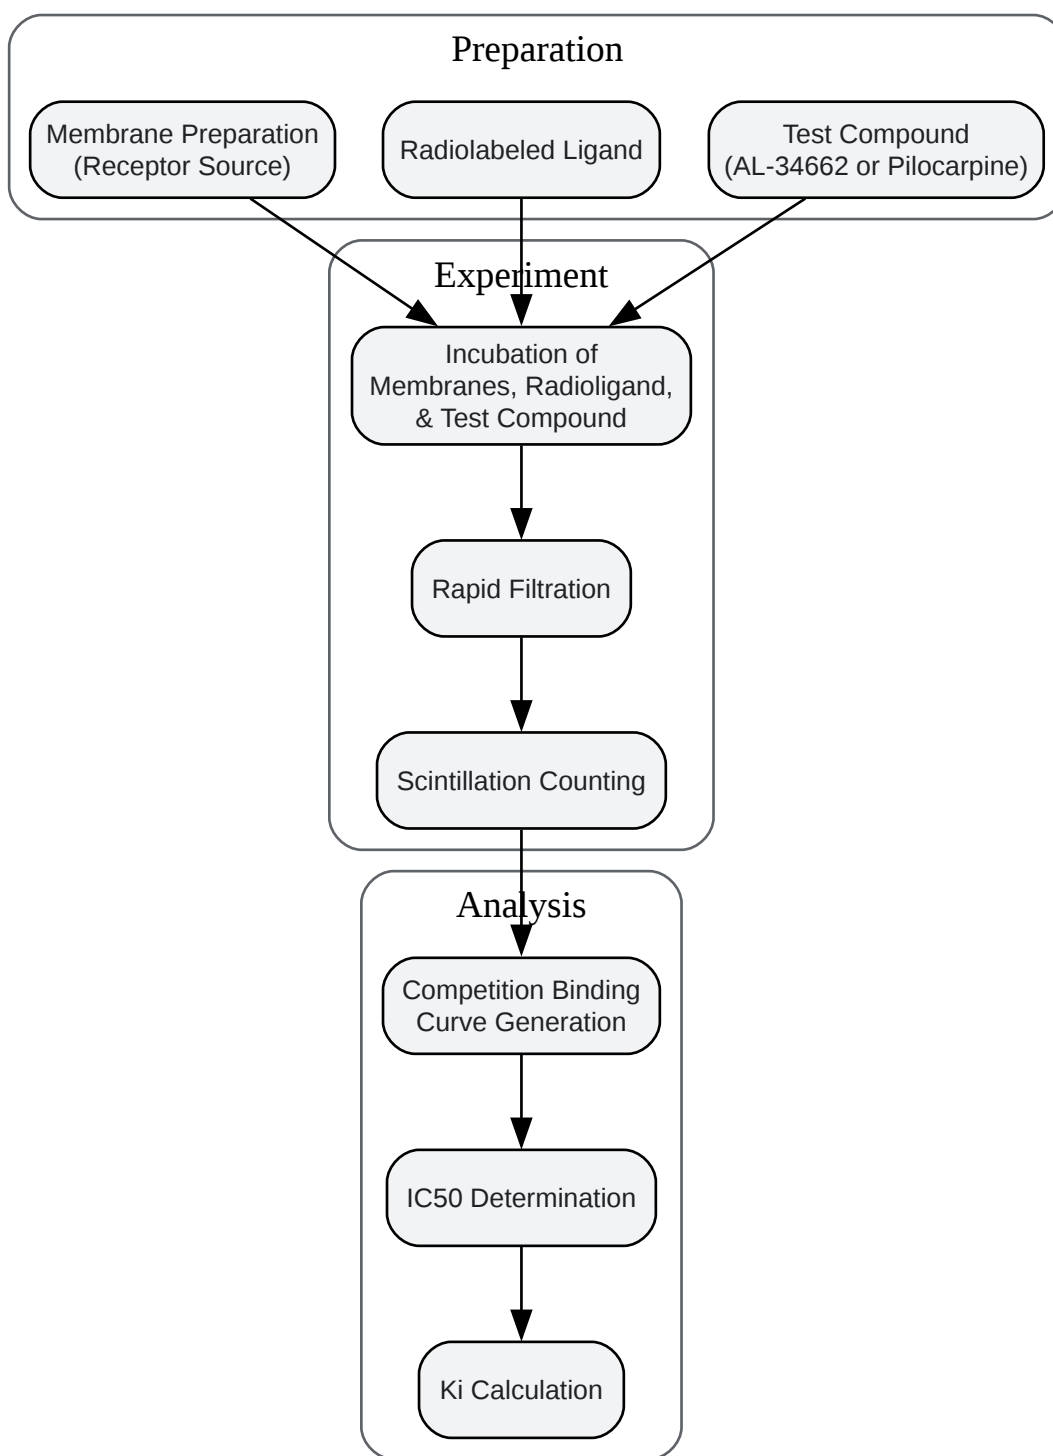 Preparation
Membrane Preparation
(Receptor Source)
Radiolabeled Ligand
Test Compound
(AL-34662 or Pilocarpine)
Experiment
Incubation of
Membranes, Radioligand,
& Test Compound
Rapid Filtration
Scintillation Counting
Analysis
Competition Binding
Curve Generation
IC50 Determination
Ki Calculation